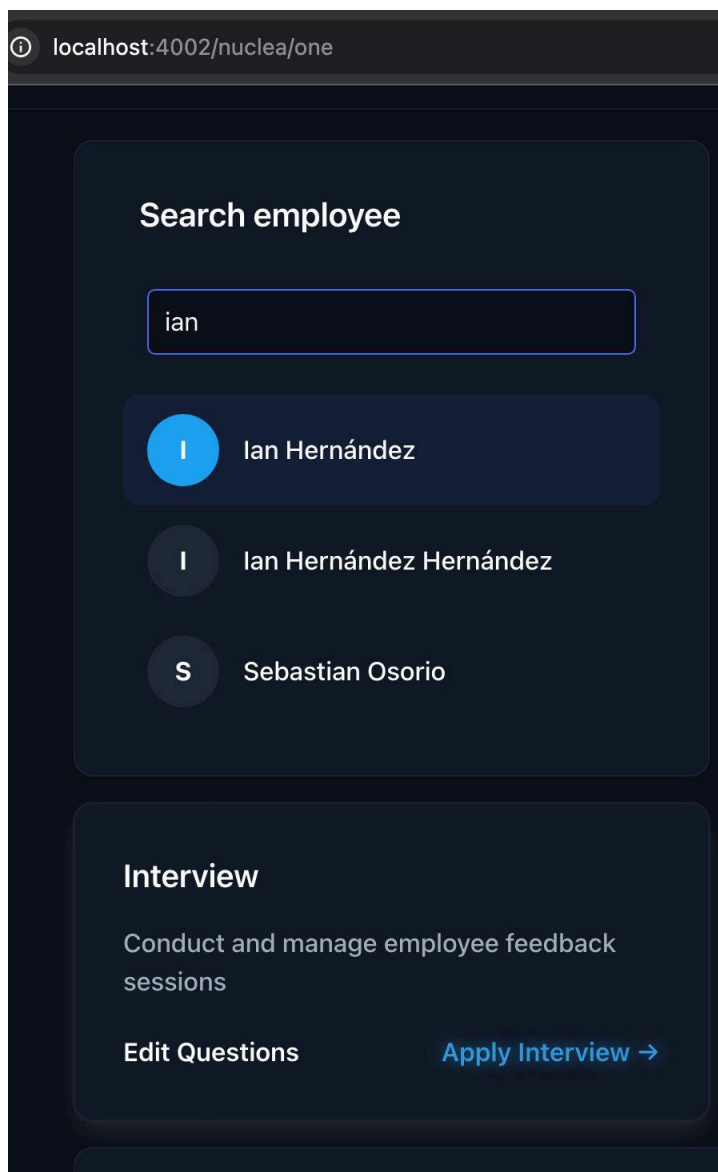 localhost:4002/nuclea/one
Search employee
ian
I Ian Hernández
I Ian Hernández Hernández
S Sebastian Osorio
Interview
Conduct and manage employee feedback
sessions
Edit Questions Apply Interview →